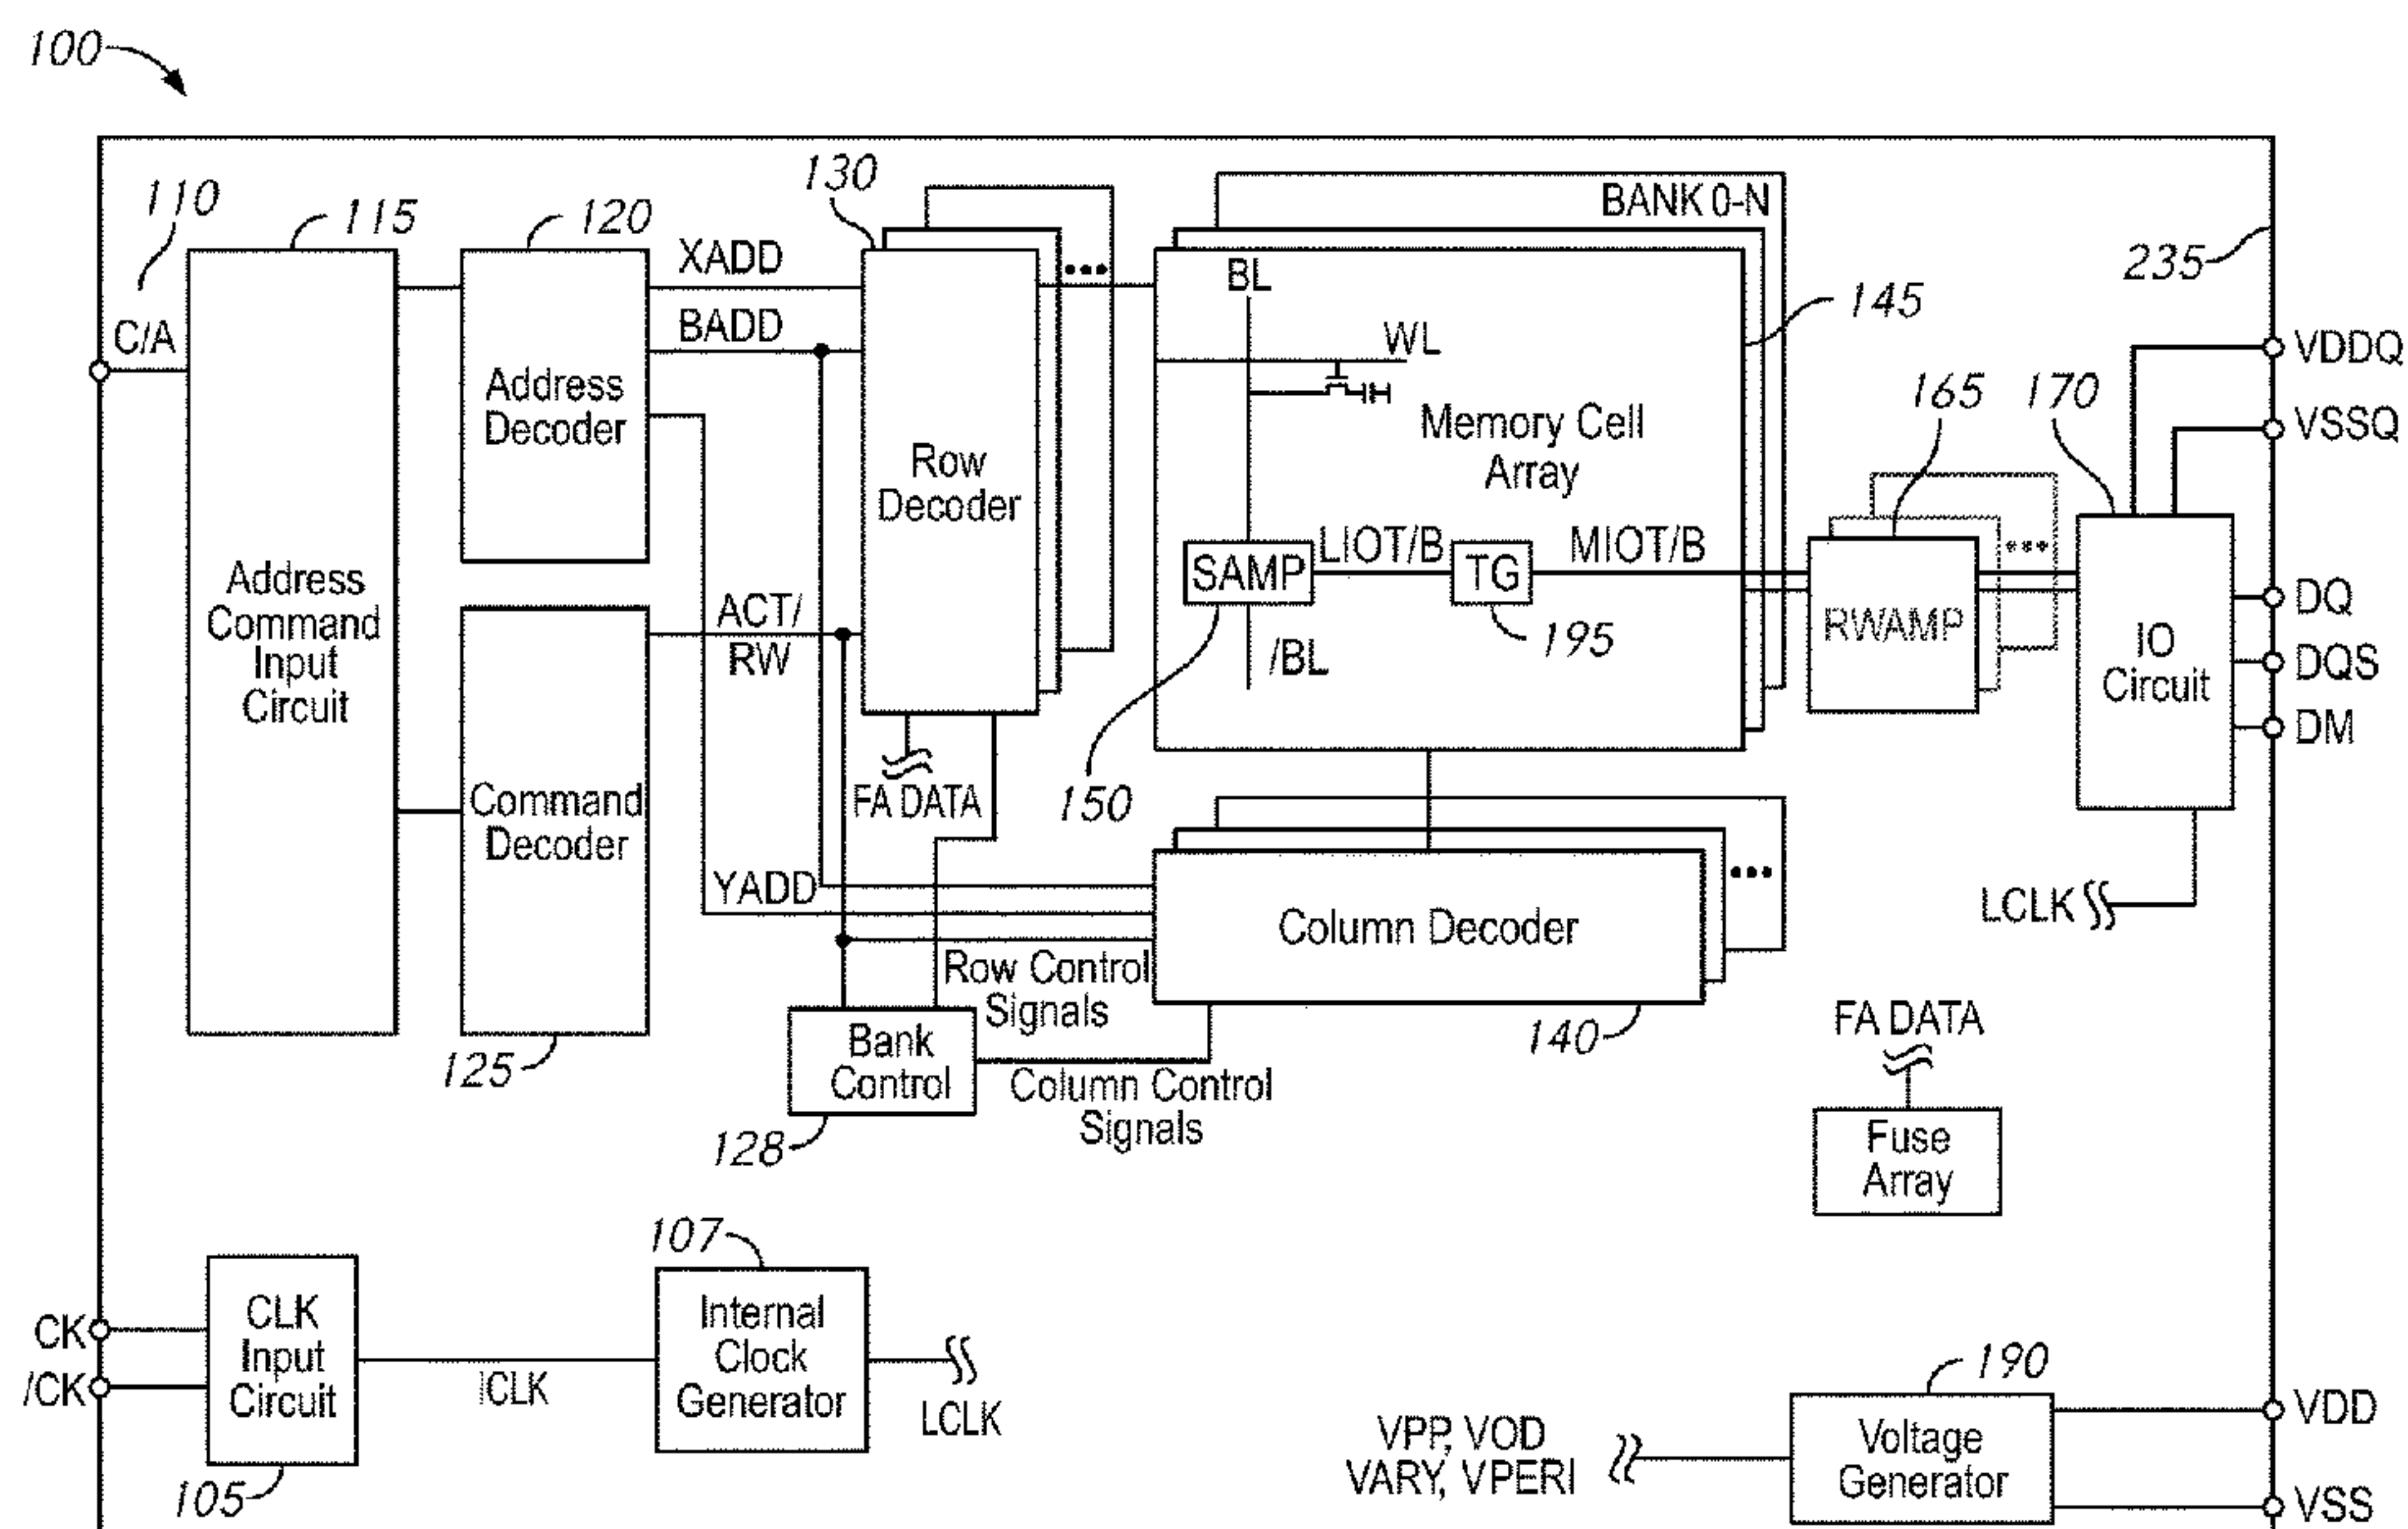 100
110
115
120
130
BANK 0-N
235
XADD
BADD
C/A
BL
WL
145
VDDQ
VSSQ
165
170
Address
Decoder
Row
Decoder
Memory Cell
Array
Address
Command
Input
Circuit
ACT/
RW
SAMP
LIOT/B
TG
MIOT/B
195
/BL
RWAMP
IO
Circuit
DQ
DQS
DM
Command
Decoder
FA DATA
150
YADD
Column Decoder
LCLK
Row Control
Signals
140
125
Bank
Control
Column Control
Signals
128
FA DATA
Fuse
Array
107
CK
/CK
CLK
Input
Circuit
ICLK
Internal
Clock
Generator
LCLK
105
190
VPP, VOD
VARY, VPERI
Voltage
Generator
VDD
VSS